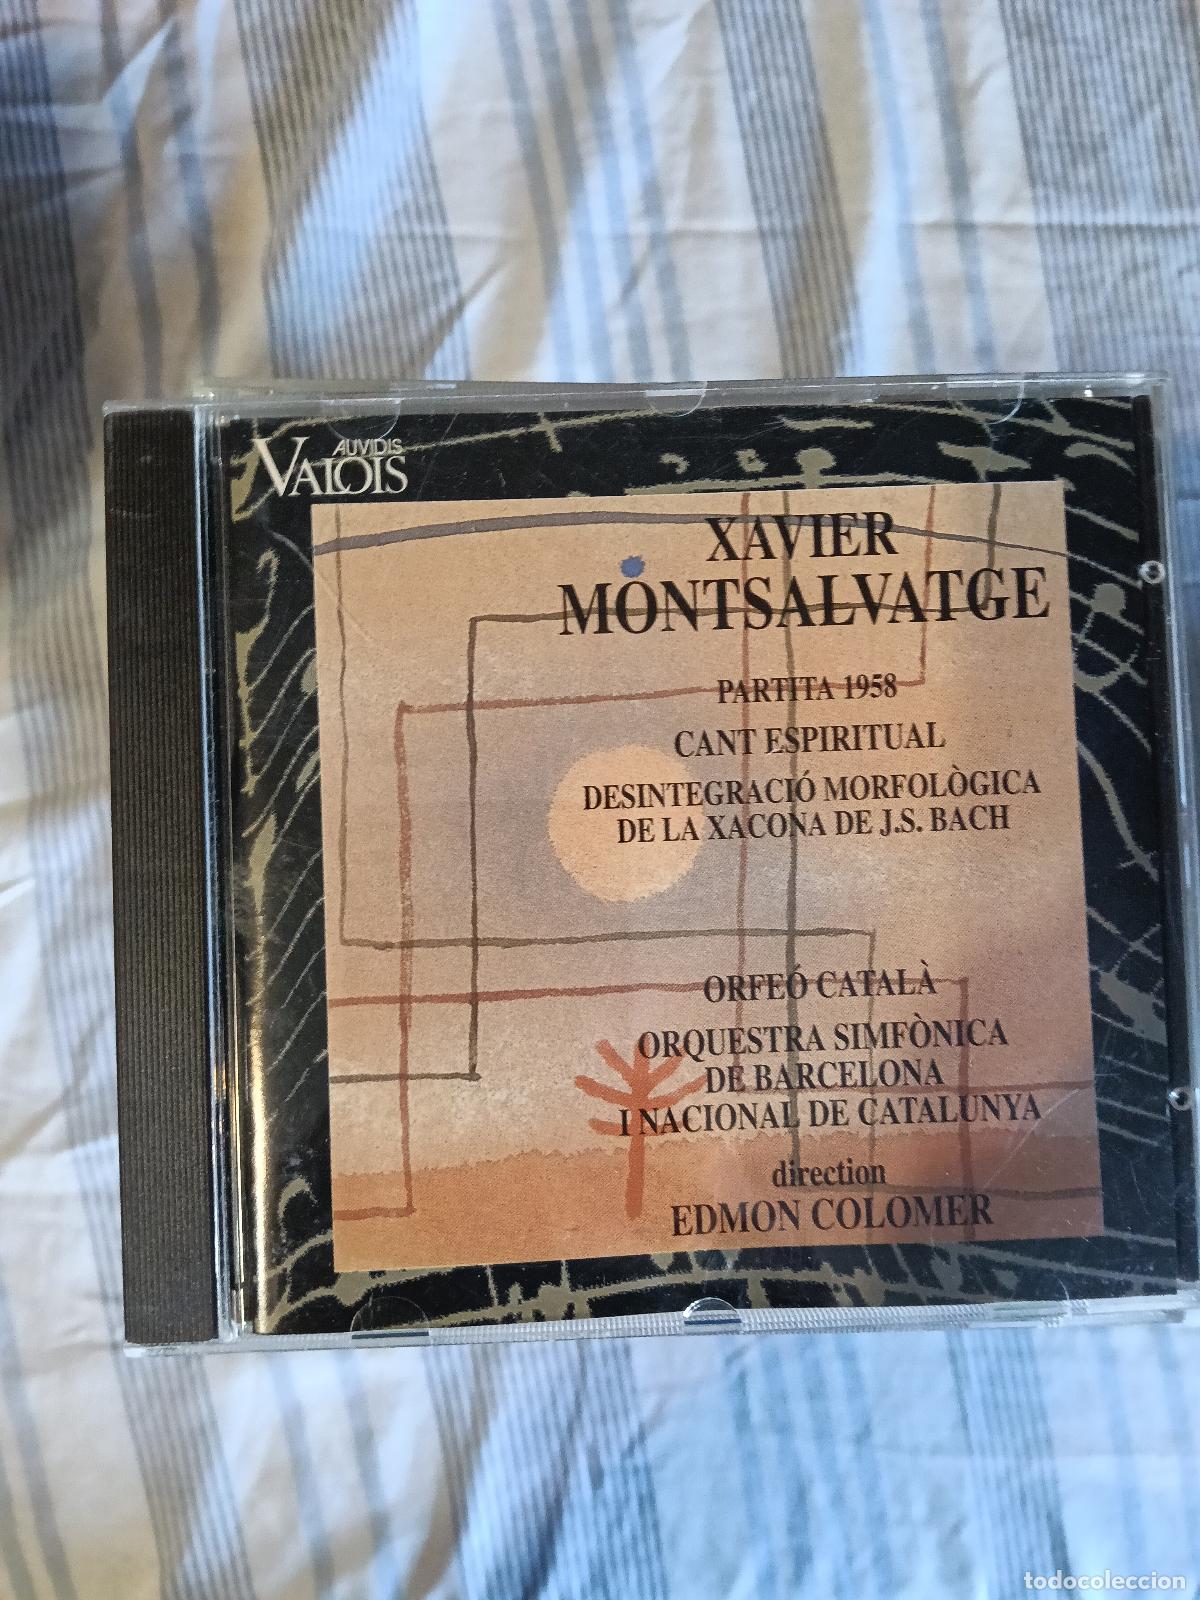 AUVIDIS
VALOIS
XAVIER
MONTSALVATGE
PARTITA 1958
CANT ESPIRITUAL
DESINTEGRACIÓ MORFOLÒGICA
DE LA XACONA DE J.S. BACH
ORFEÓ CATALÀ
ORQUESTRA SIMFÒNICA
DE BARCELONA
I NACIONAL DE CATALUNYA
direction
EDMON COLOMER
todocoleccion